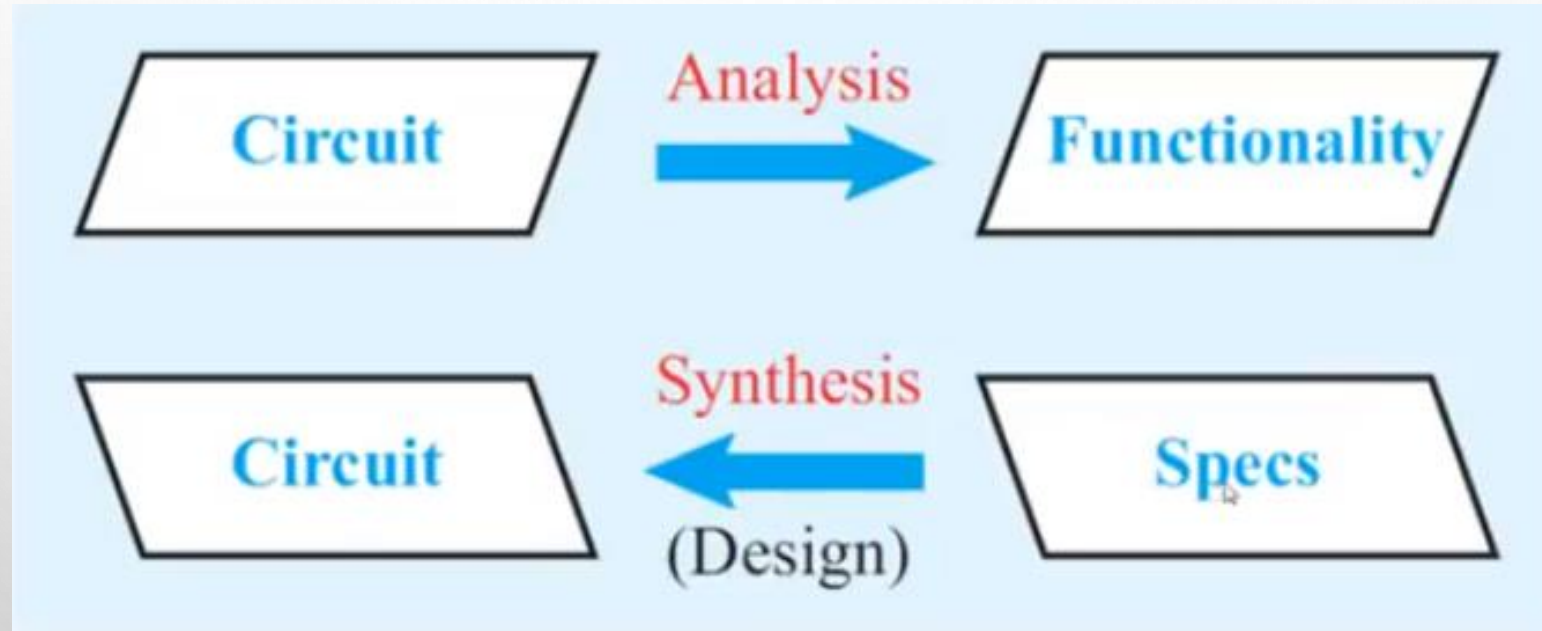 Analysis
Circuit
Functionality
Synthesis
Circuit
Specs
(Design)